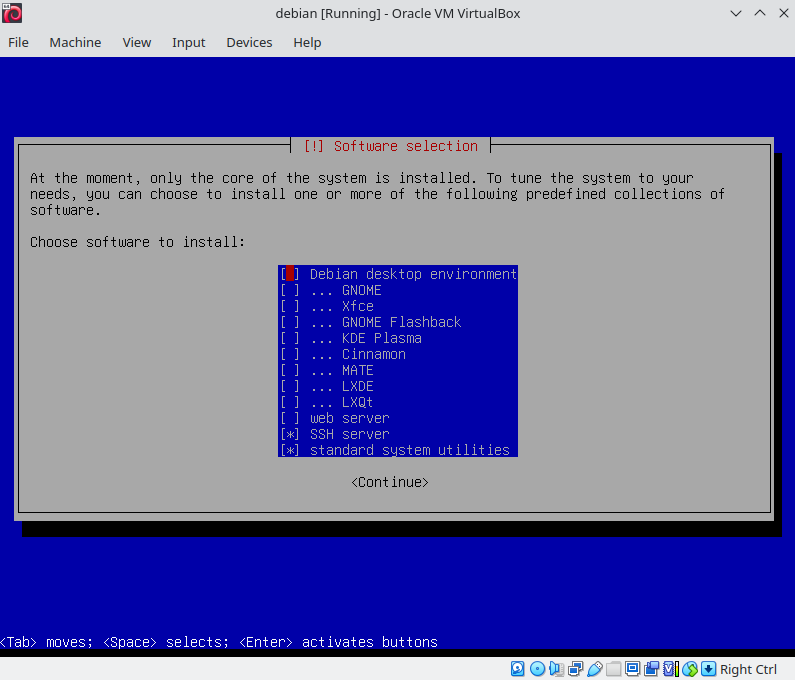 debian [Running] - Oracle VM VirtualBox
File Machine View Input Devices Help
[!] Software selection
At the moment, only the core of the system is installed. To tune the system to your
needs, you can choose to install one or more of the following predefined collections of
software.
Choose software to install:
[ ] Debian desktop environment
[ ] ... GNOME
[ ] ... Xfce
[ ] ... GNOME Flashback
[ ] ... KDE Plasma
[ ] ... Cinnamon
[ ] ... MATE
[ ] ... LXDE
[ ] ... LXQt
[ ] web server
[*] SSH server
[*] standard system utilities
<Continue>
<Tab> moves; <Space> selects; <Enter> activates buttons
Right Ctrl